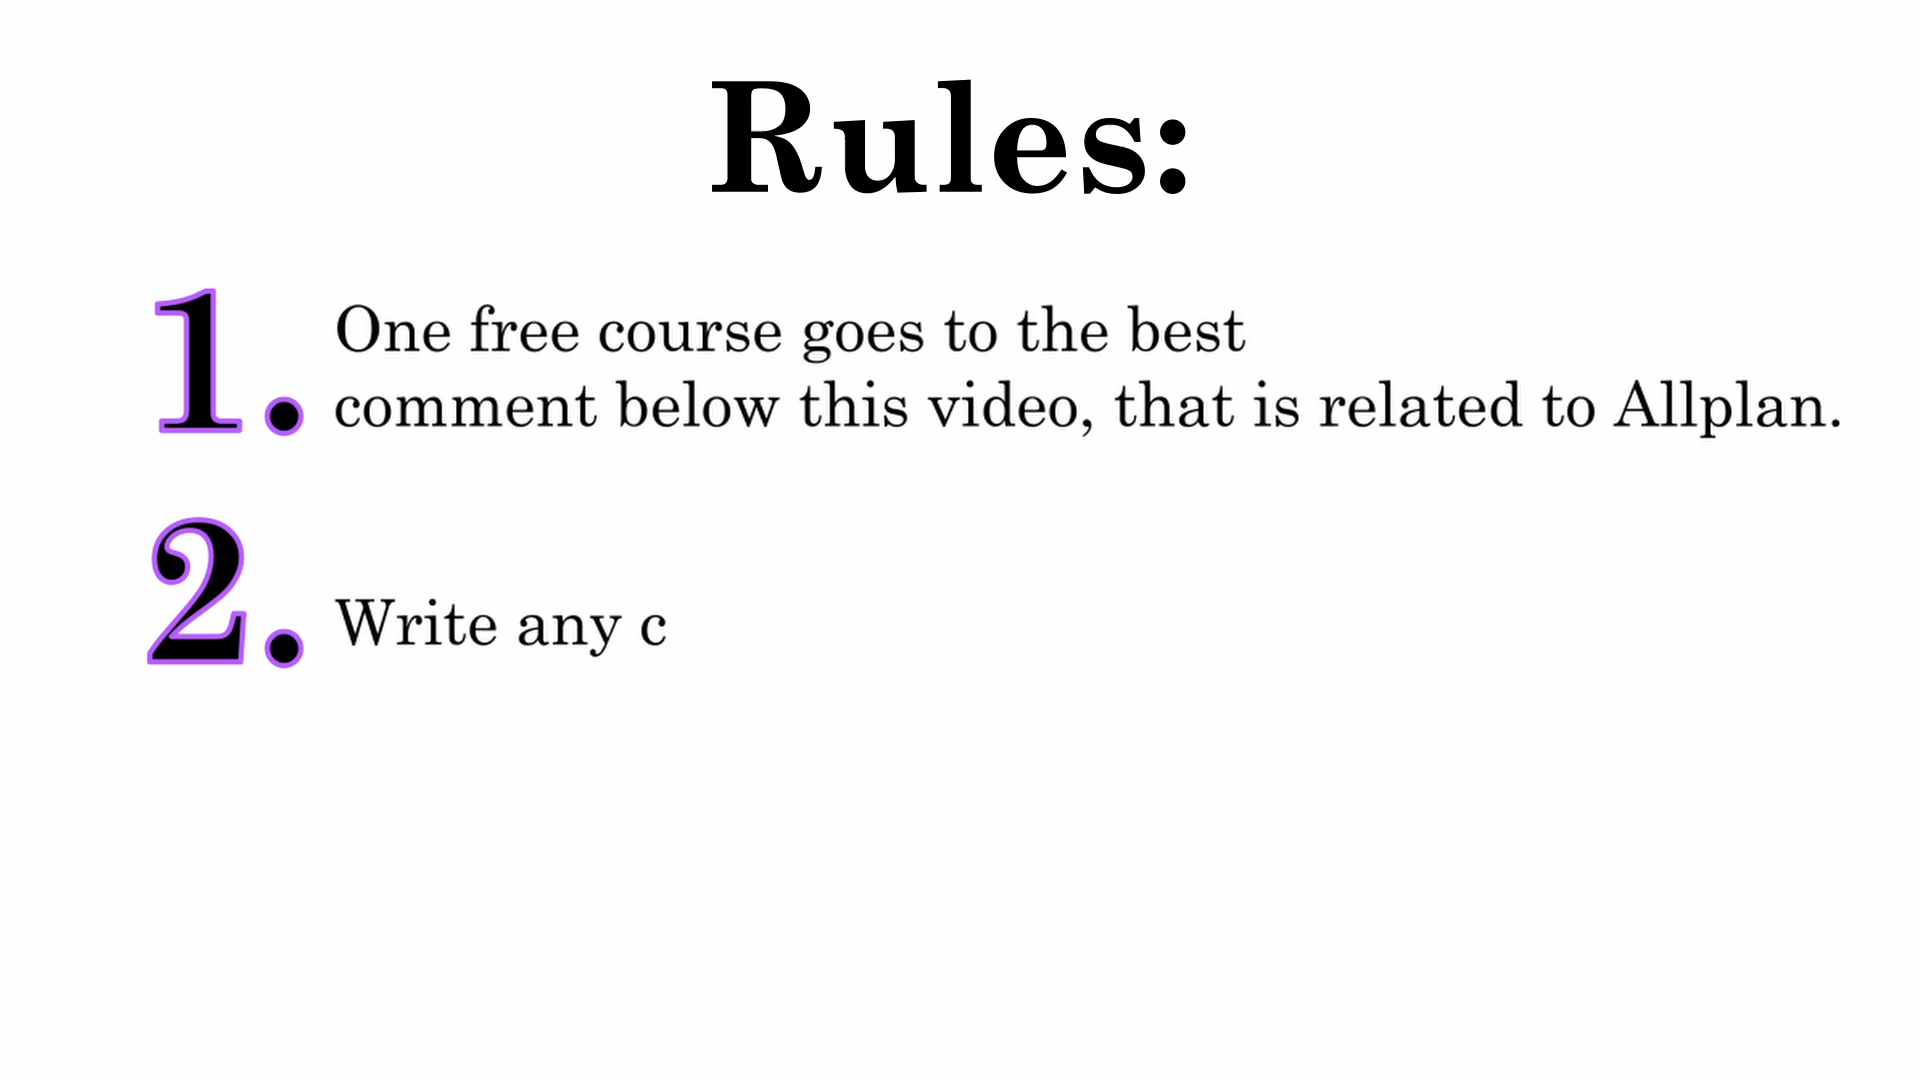 Rules:
1. One free course goes to the best
comment below this video, that is related to Allplan.
2. Write any c